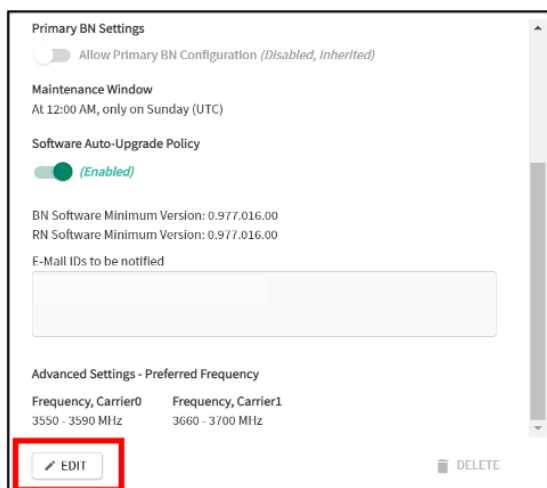 Primary BN Settings
Allow Primary BN Configuration (Disabled, Inherited)
Maintenance Window
At 12:00 AM, only on Sunday (UTC)
Software Auto-Upgrade Policy
(Enabled)
BN Software Minimum Version: 0.977.016.00
RN Software Minimum Version: 0.977.016.00
E-Mail IDs to be notified
Advanced Settings - Preferred Frequency
Frequency, Carrier0 Frequency, Carrier1
3550 - 3590 MHz 3660 - 3700 MHz
EDIT DELETE